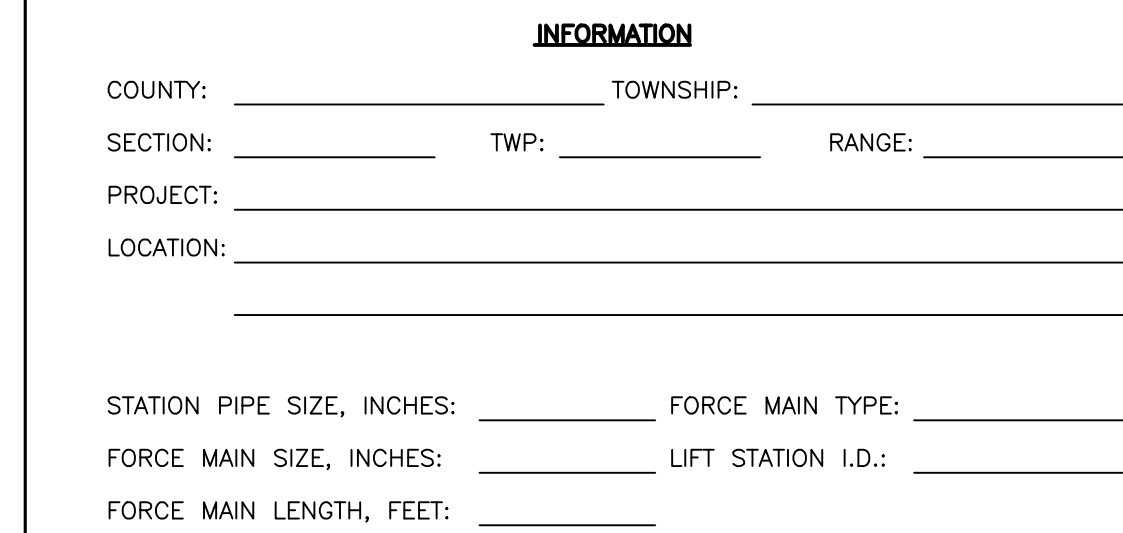 INFORMATION
COUNTY: TOWNSHIP:
SECTION: TWP: RANGE:
PROJECT:
LOCATION:
STATION PIPE SIZE, INCHES: FORCE MAIN TYPE:
FORCE MAIN SIZE, INCHES: LIFT STATION I.D.:
FORCE MAIN LENGTH, FEET: